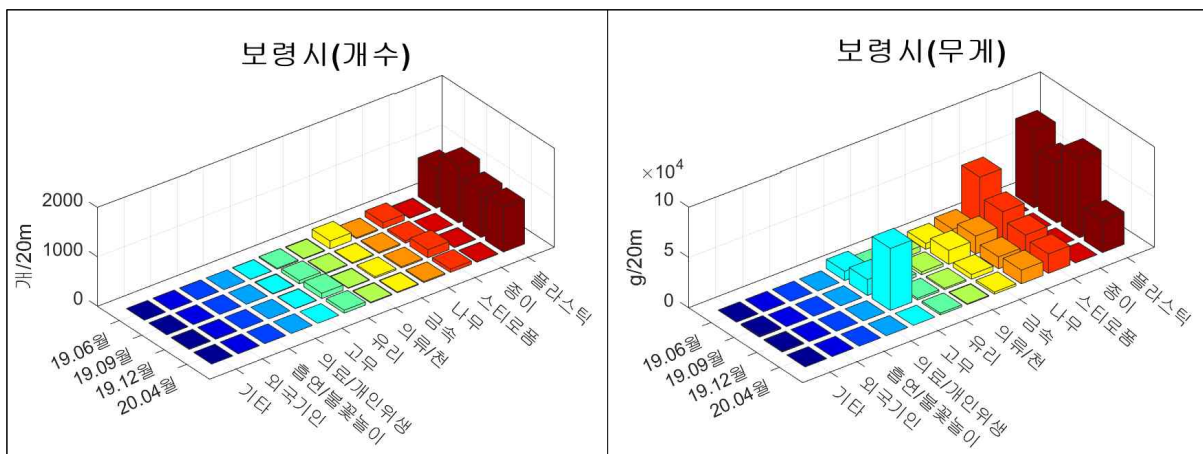 보령시(개수)
개/20m
2000
1000
0
19.06월
19.09월
19.12월
20.04월
기타
외국기인
흡연/불꽃놀이
의료/개인위생
고무
유리
의류/천
금속
나무
스티로폼
종이
플라스틱
보령시(무게)
×10⁴
g/20m
10
5
0
19.06월
19.09월
19.12월
20.04월
기타
외국기인
흡연/불꽃놀이
의료/개인위생
고무
유리
의류/천
금속
나무
스티로폼
종이
플라스틱